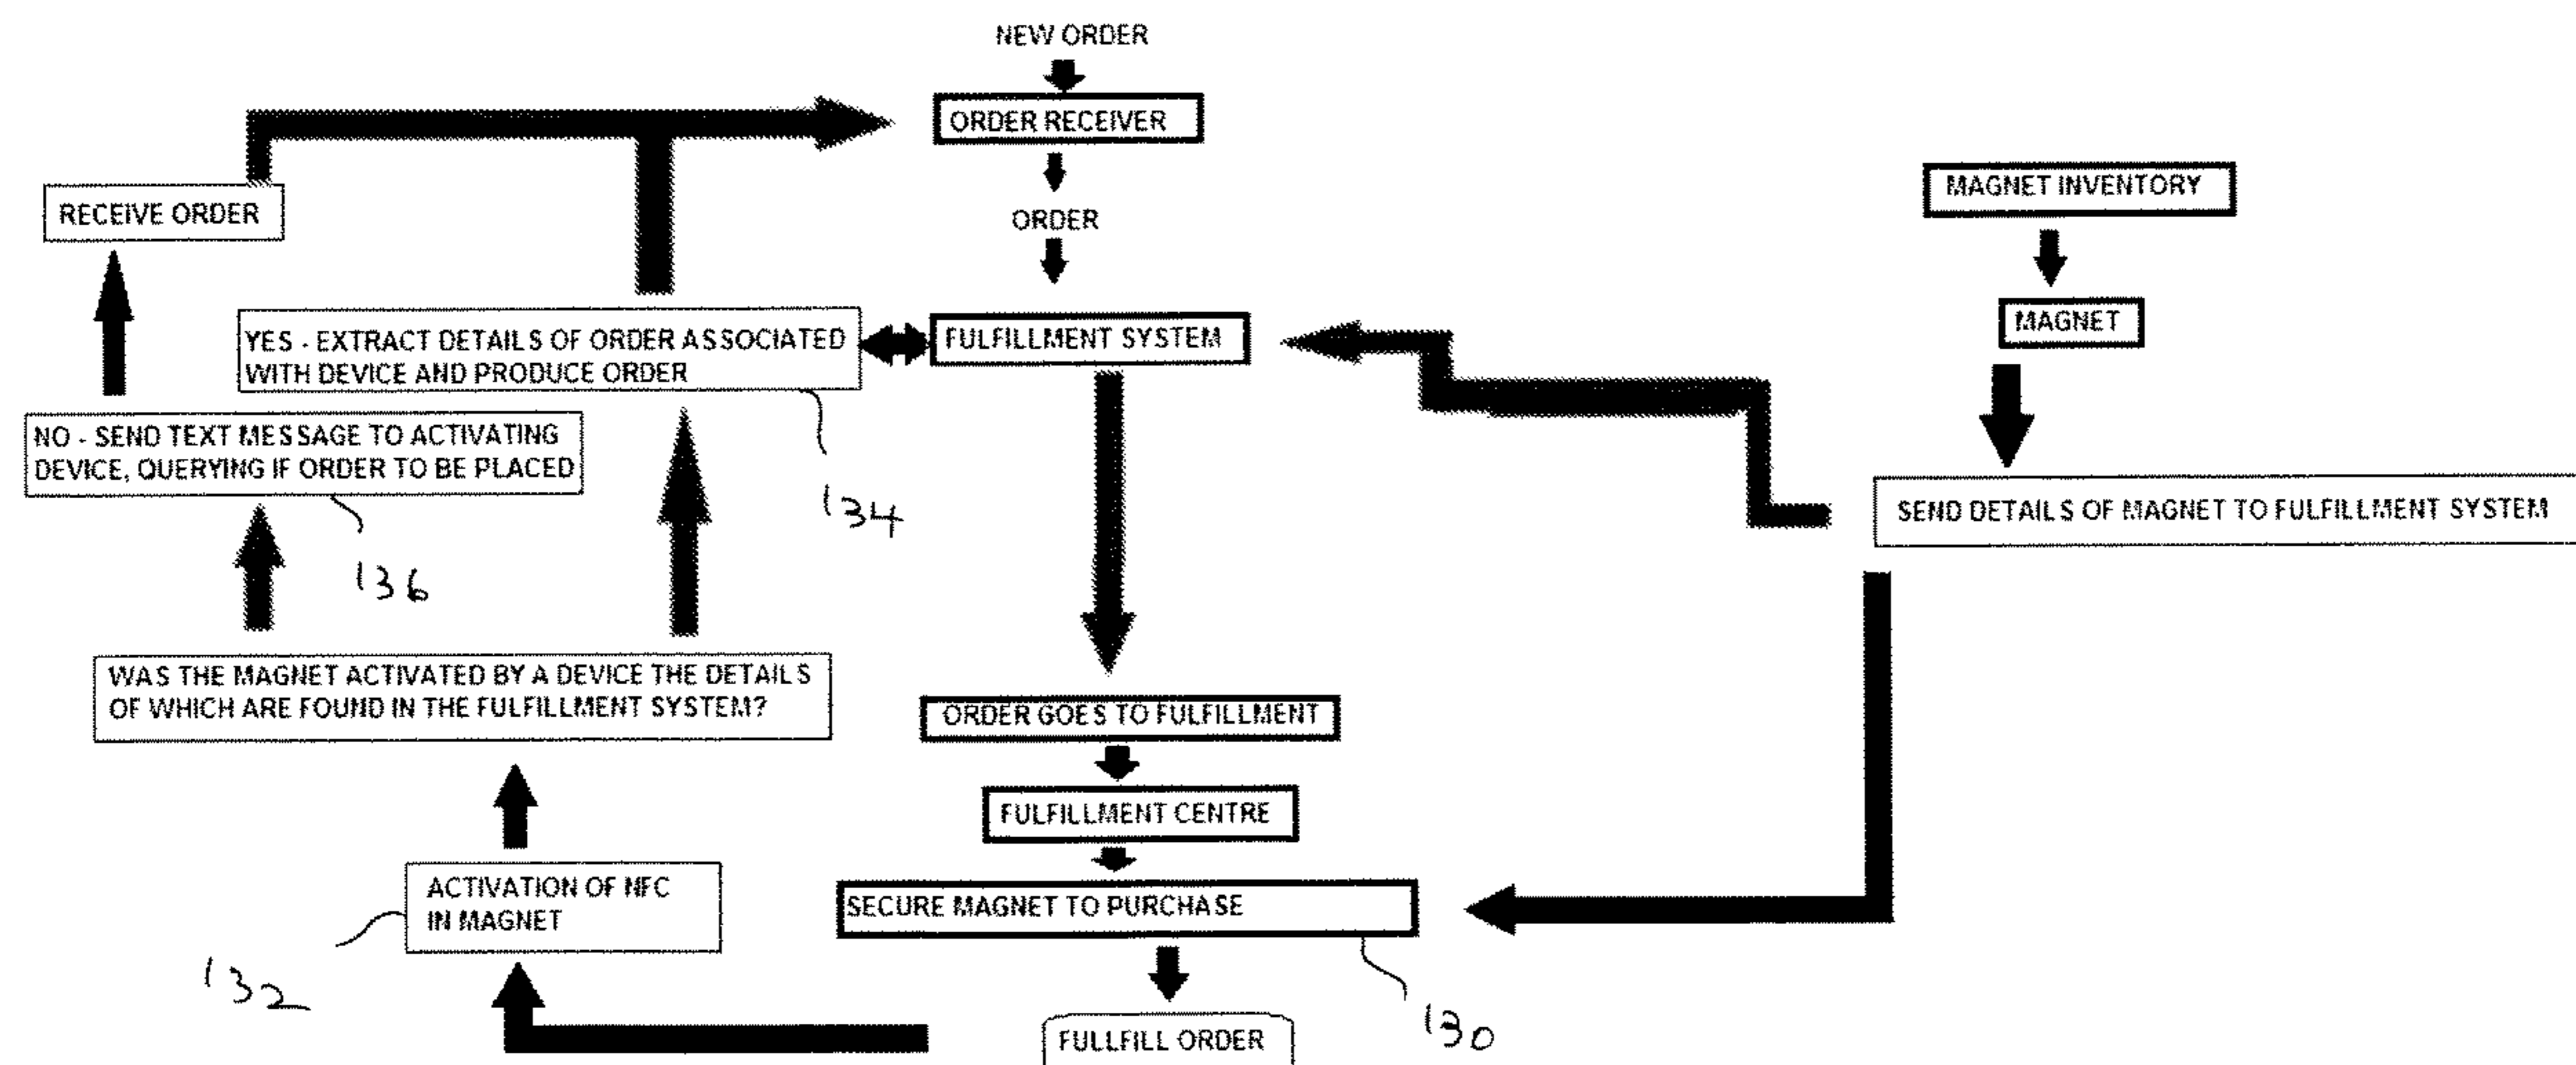 NEW ORDER
ORDER RECEIVER
RECEIVE ORDER
ORDER
MAGNET INVENTORY
MAGNET
YES - EXTRACT DETAILS OF ORDER ASSOCIATED
WITH DEVICE AND PRODUCE ORDER
FULFILLMENT SYSTEM
NO - SEND TEXT MESSAGE TO ACTIVATING
DEVICE, QUERYING IF ORDER TO BE PLACED
134
136
SEND DETAILS OF MAGNET TO FULFILLMENT SYSTEM
WAS THE MAGNET ACTIVATED BY A DEVICE THE DETAILS
OF WHICH ARE FOUND IN THE FULFILLMENT SYSTEM?
ORDER GOES TO FULFILLMENT
FULFILLMENT CENTRE
ACTIVATION OF NFC
IN MAGNET
SECURE MAGNET TO PURCHASE
132
130
FULLFILL ORDER